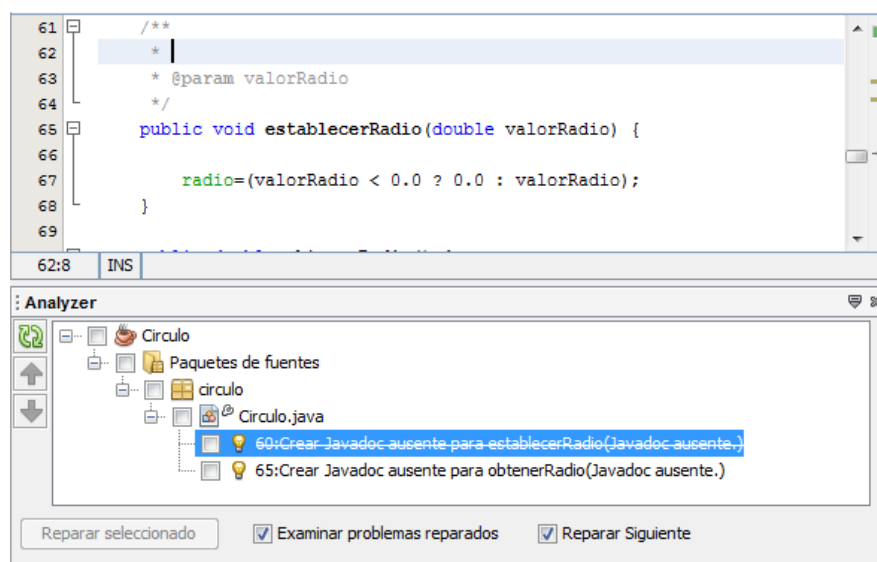 61 /**
62 *
63 * @param valorRadio
64 */
65 public void establecerRadio(double valorRadio) {
66
67 radio=(valorRadio < 0.0 ? 0.0 : valorRadio);
68 }
69
62:8 INS
Analyzer
Circulo
Paquetes de fuentes
circulo
Circulo.java
60:Crear Javadoc ausente para establecerRadio(Javadoc ausente.)
65:Crear Javadoc ausente para obtenerRadio(Javadoc ausente.)
Reparar seleccionado Examinar problemas reparados Reparar Siguiente